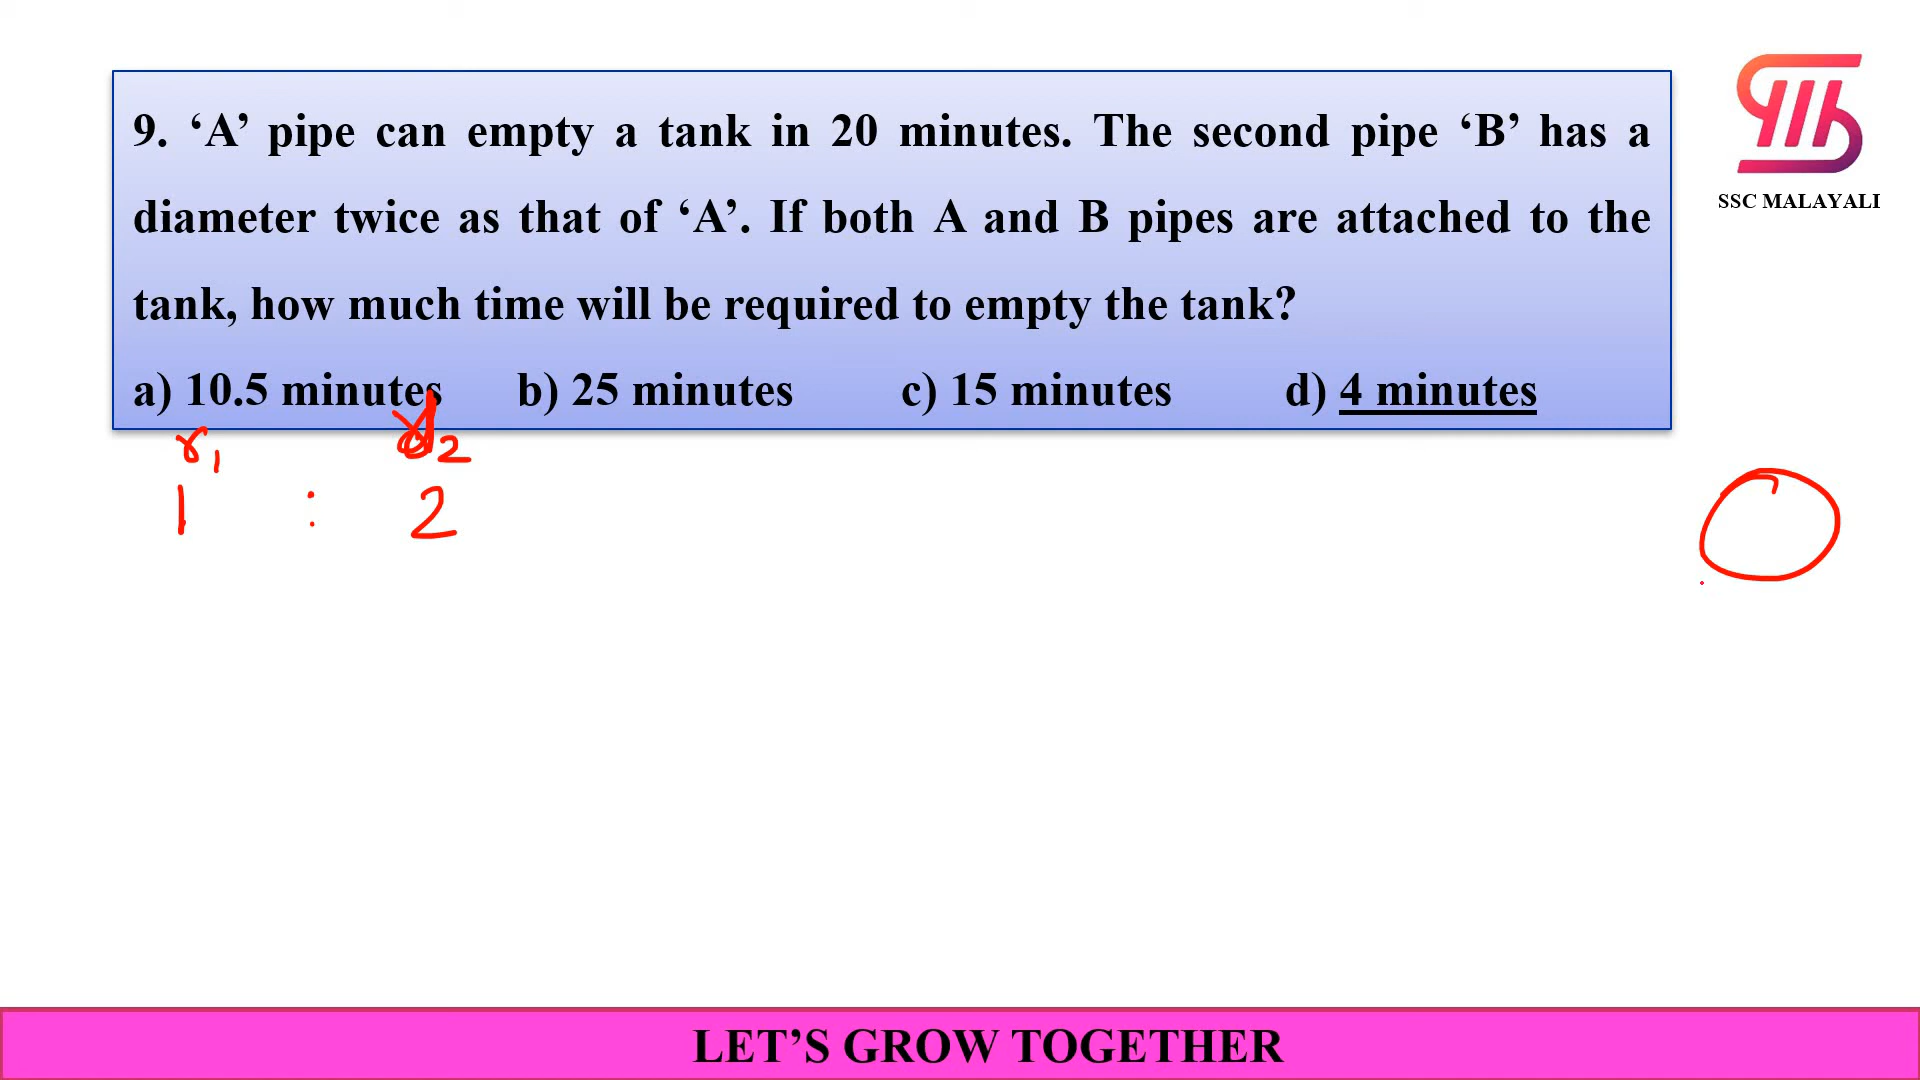 9. ‘A’ pipe can empty a tank in 20 minutes. The second pipe ‘B’ has a
diameter twice as that of ‘A’. If both A and B pipes are attached to the
tank, how much time will be required to empty the tank?
a) 10.5 minutes b) 25 minutes c) 15 minutes d) 4 minutes
SSC MALAYALI
r1
1 : 2
LET’S GROW TOGETHER